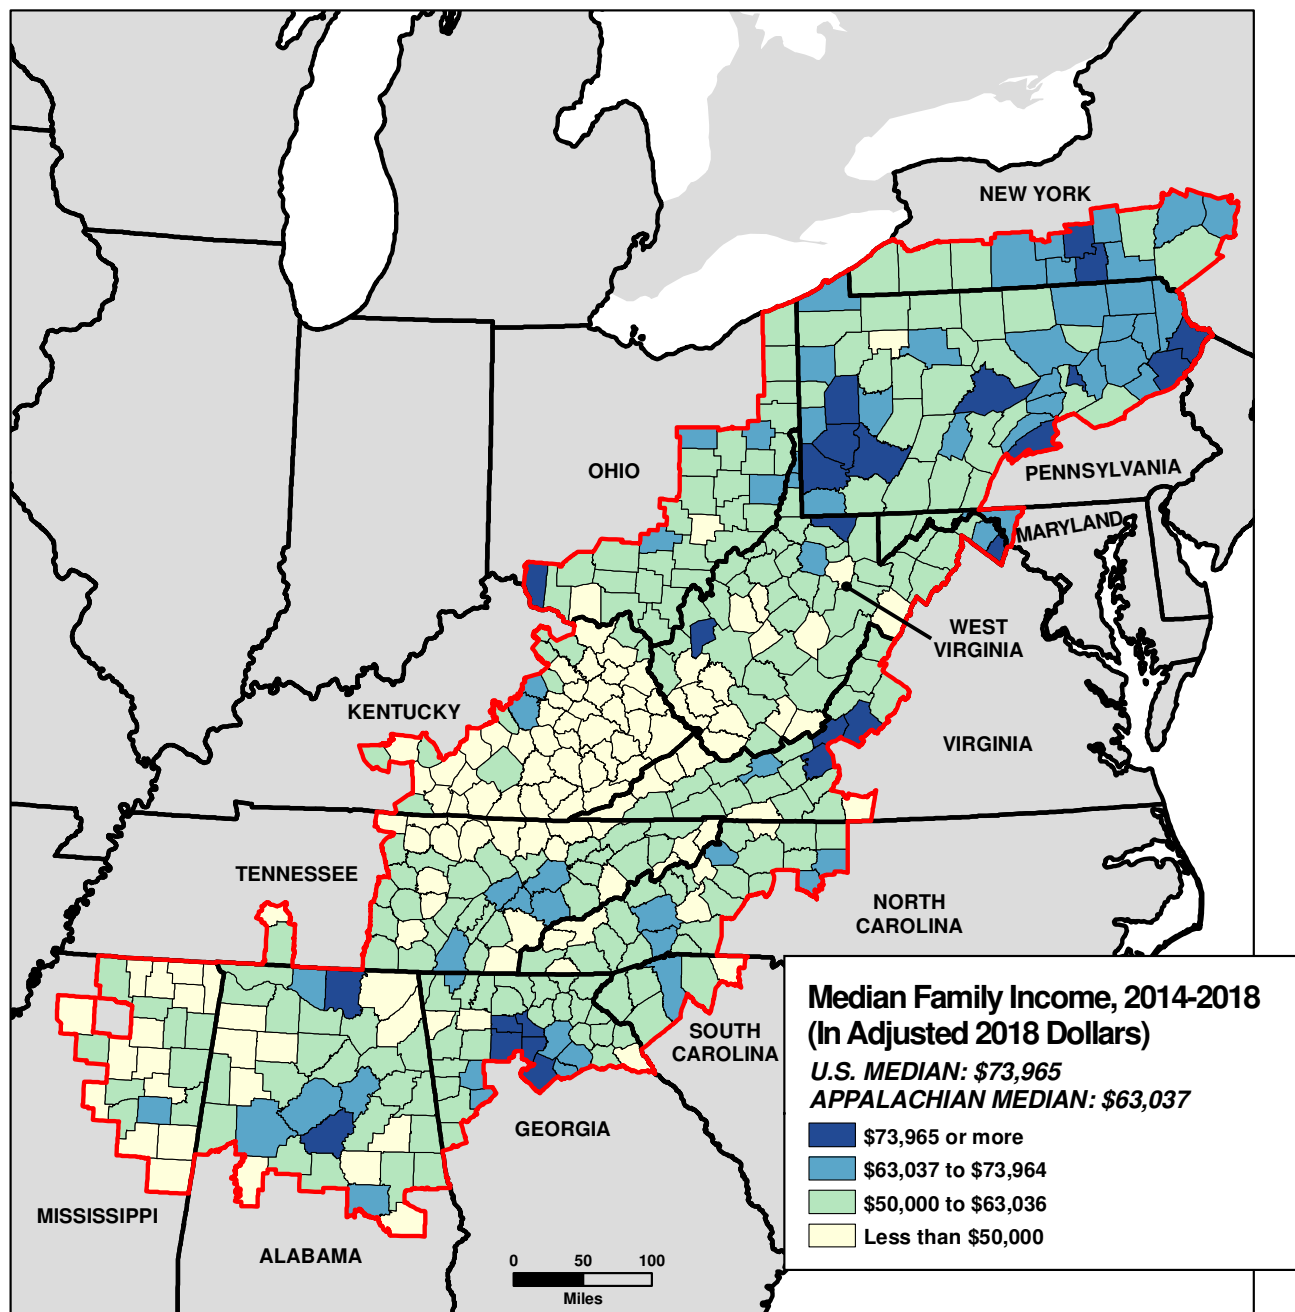 NEW YORK
OHIO
PENNSYLVANIA
MARYLAND
WEST
VIRGINIA
KENTUCKY
VIRGINIA
TENNESSEE
NORTH
CAROLINA
SOUTH
CAROLINA
GEORGIA
MISSISSIPPI
ALABAMA
Median Family Income, 2014-2018
(In Adjusted 2018 Dollars)
U.S. MEDIAN: $73,965
APPALACHIAN MEDIAN: $63,037
$73,965 or more
$63,037 to $73,964
$50,000 to $63,036
Less than $50,000
0 50 100
Miles